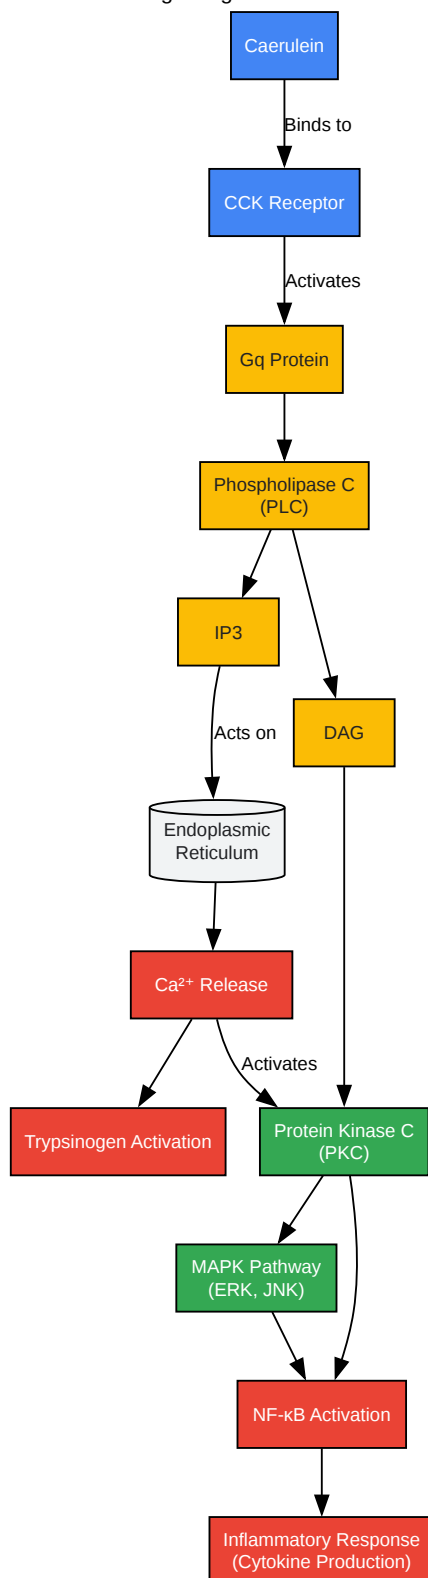 Caerulein
Binds to
CCK Receptor
Activates
Gq Protein
Phospholipase C
(PLC)
IP3
Acts on
DAG
Endoplasmic
Reticulum
Ca²⁺ Release
Activates
Trypsinogen Activation
Protein Kinase C
(PKC)
MAPK Pathway
(ERK, JNK)
NF-κB Activation
Inflammatory Response
(Cytokine Production)